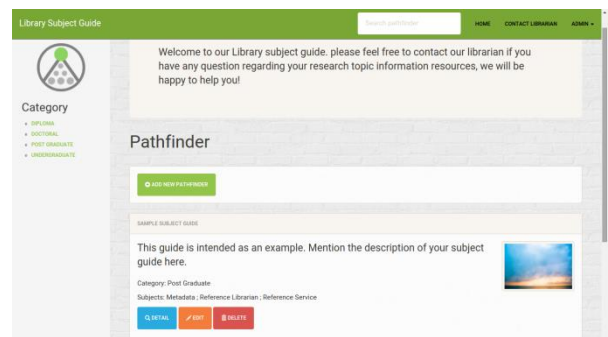 Library Subject Guide
Search pathfinder
HOME
CONTACT LIBRARIAN
ADMIN
Welcome to our Library subject guide. please feel free to contact our librarian if you
have any question regarding your research topic information resources, we will be
happy to help you!
Category
DIPLOMA
DOCTORAL
POST GRADUATE
UNDERGRADUATE
Pathfinder
ADD NEW PATHFINDER
SAMPLE SUBJECT GUIDE
This guide is intended as an example. Mention the description of your subject
guide here.
Category: Post Graduate
Subjects: Metadata ; Reference Librarian ; Reference Service
DETAIL
EDIT
DELETE